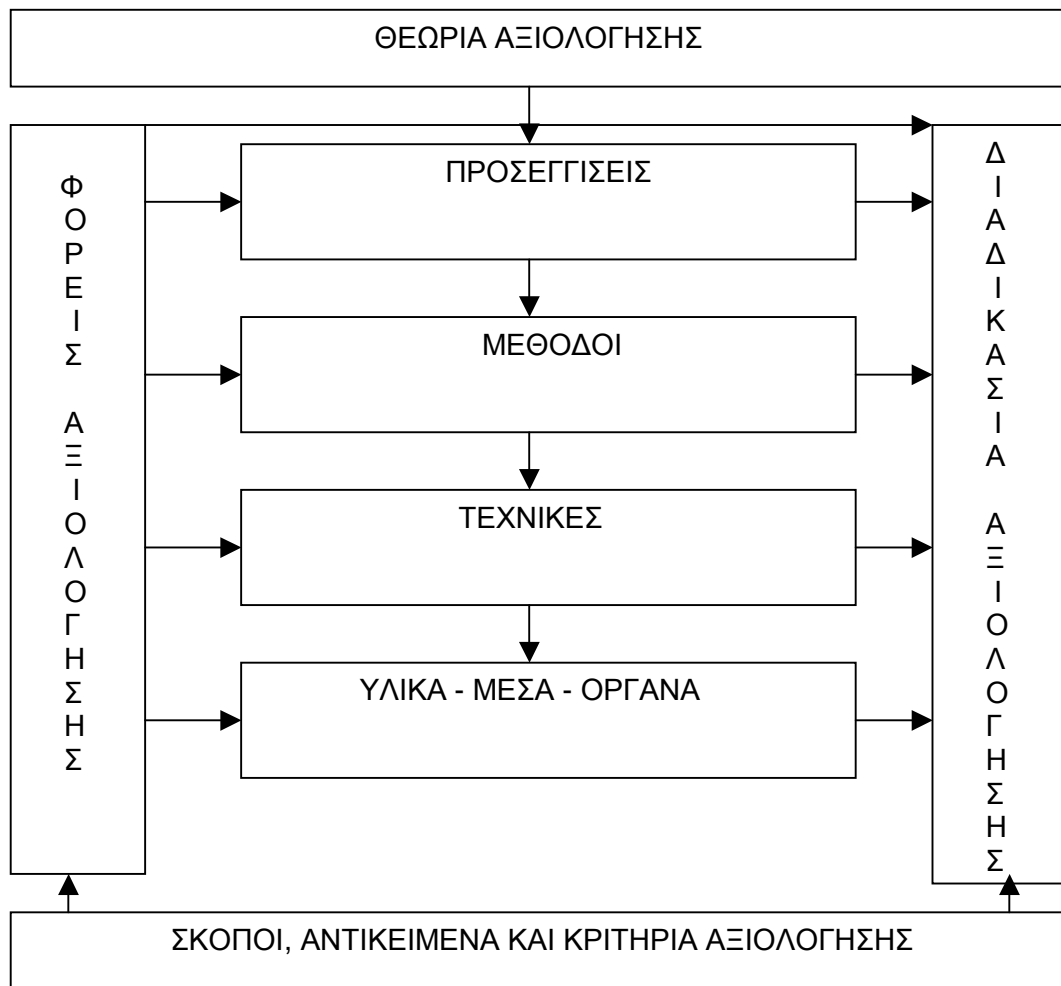 ΘΕΩΡΙΑ ΑΞΙΟΛΟΓΗΣΗΣ
ΦΟΡΕΙΣ ΑΞΙΟΛΟΓΗΣΗΣ
ΠΡΟΣΕΓΓΙΣΕΙΣ
ΜΕΘΟΔΟΙ
ΤΕΧΝΙΚΕΣ
ΥΛΙΚΑ - ΜΕΣΑ - ΟΡΓΑΝΑ
ΔΙΑΔΙΚΑΣΙΑ ΑΞΙΟΛΟΓΗΣΗΣ
ΣΚΟΠΟΙ, ΑΝΤΙΚΕΙΜΕΝΑ ΚΑΙ ΚΡΙΤΗΡΙΑ ΑΞΙΟΛΟΓΗΣΗΣ